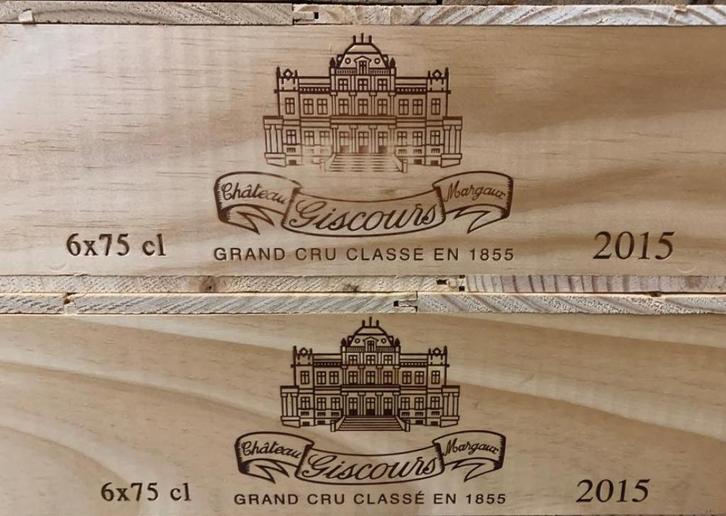 Château Giscours Margaux
6x75 cl
GRAND CRU CLASSÉ EN 1855
2015
Château Giscours Margaux
6x75 cl
GRAND CRU CLASSÉ EN 1855
2015